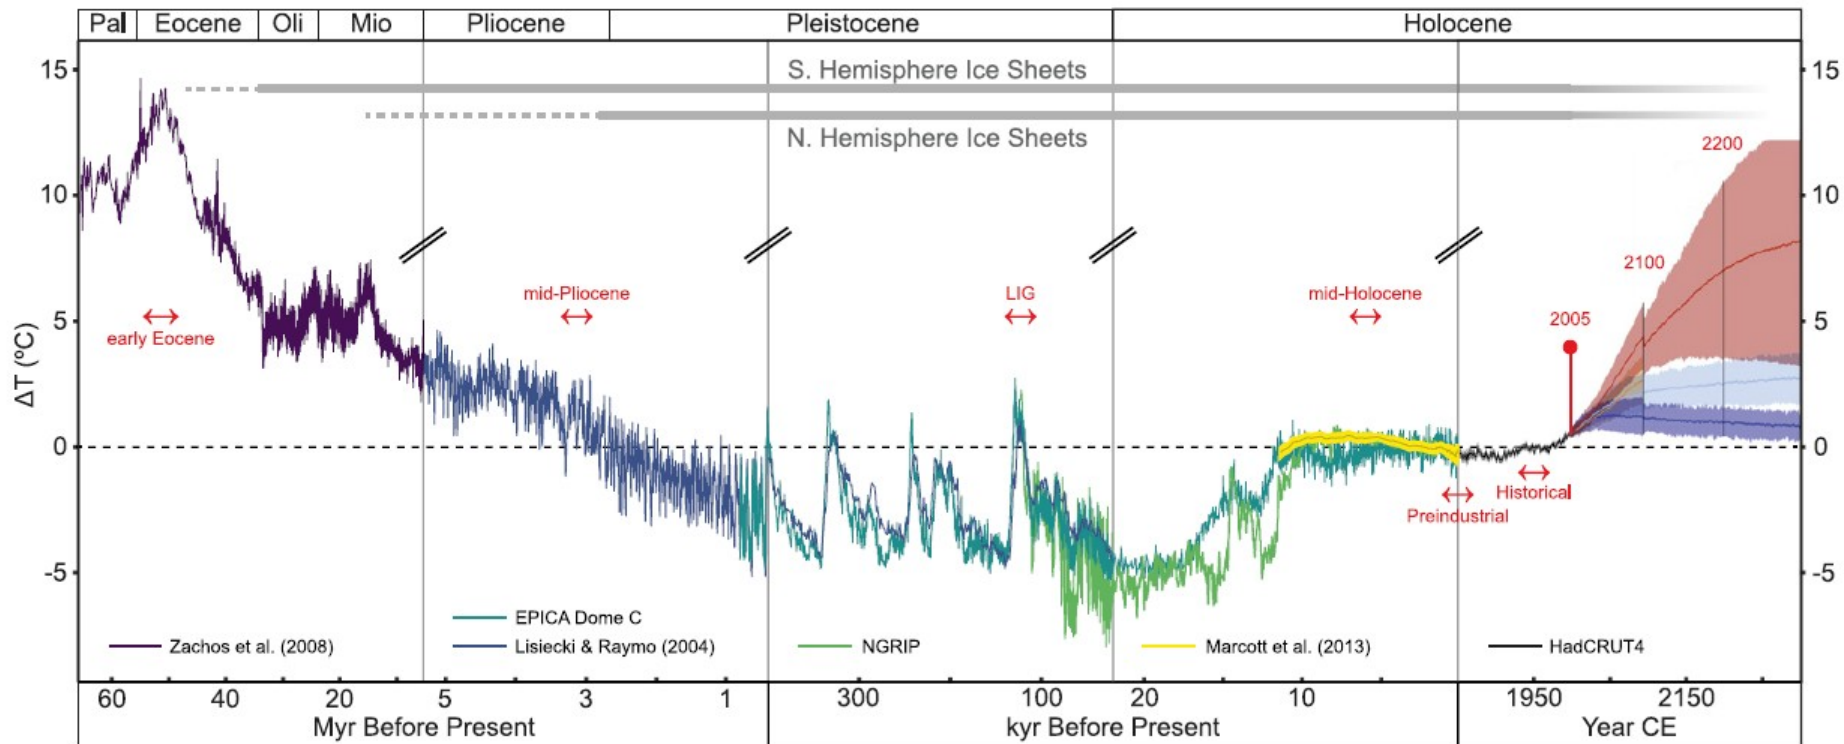 Pal Eocene Oli Mio Pliocene Pleistocene Holocene
15 S. Hemisphere Ice Sheets 15
N. Hemisphere Ice Sheets
2200
10 10
2100
mid-Pliocene LIG mid-Holocene
5 2005 5
early Eocene
ΔT (°C)
0 0
Historical
Preindustrial
-5 -5
EPICA Dome C
Zachos et al. (2008) Lisiecki & Raymo (2004) NGRIP Marcott et al. (2013) HadCRUT4
60 40 20 5 3 1 300 100 20 10 1950 2150
Myr Before Present kyr Before Present Year CE